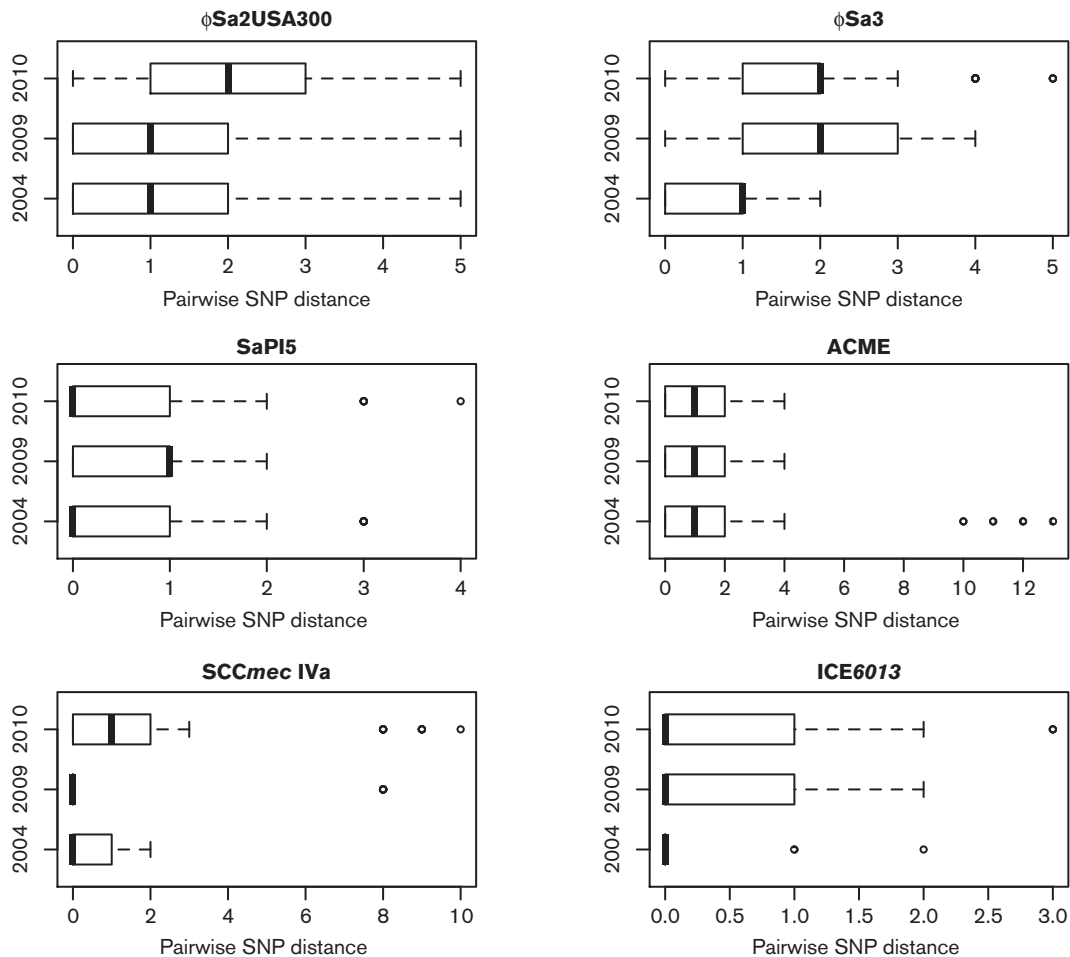 ϕSa2USA300
2010
2009
2004
0 1 2 3 4 5
Pairwise SNP distance
ϕSa3
2010
2009
2004
0 1 2 3 4 5
Pairwise SNP distance
SaPI5
2010
2009
2004
0 1 2 3 4
Pairwise SNP distance
ACME
2010
2009
2004
0 2 4 6 8 10 12
Pairwise SNP distance
SCCmec IVa
2010
2009
2004
0 2 4 6 8 10
Pairwise SNP distance
ICE6013
2010
2009
2004
0.0 0.5 1.0 1.5 2.0 2.5 3.0
Pairwise SNP distance